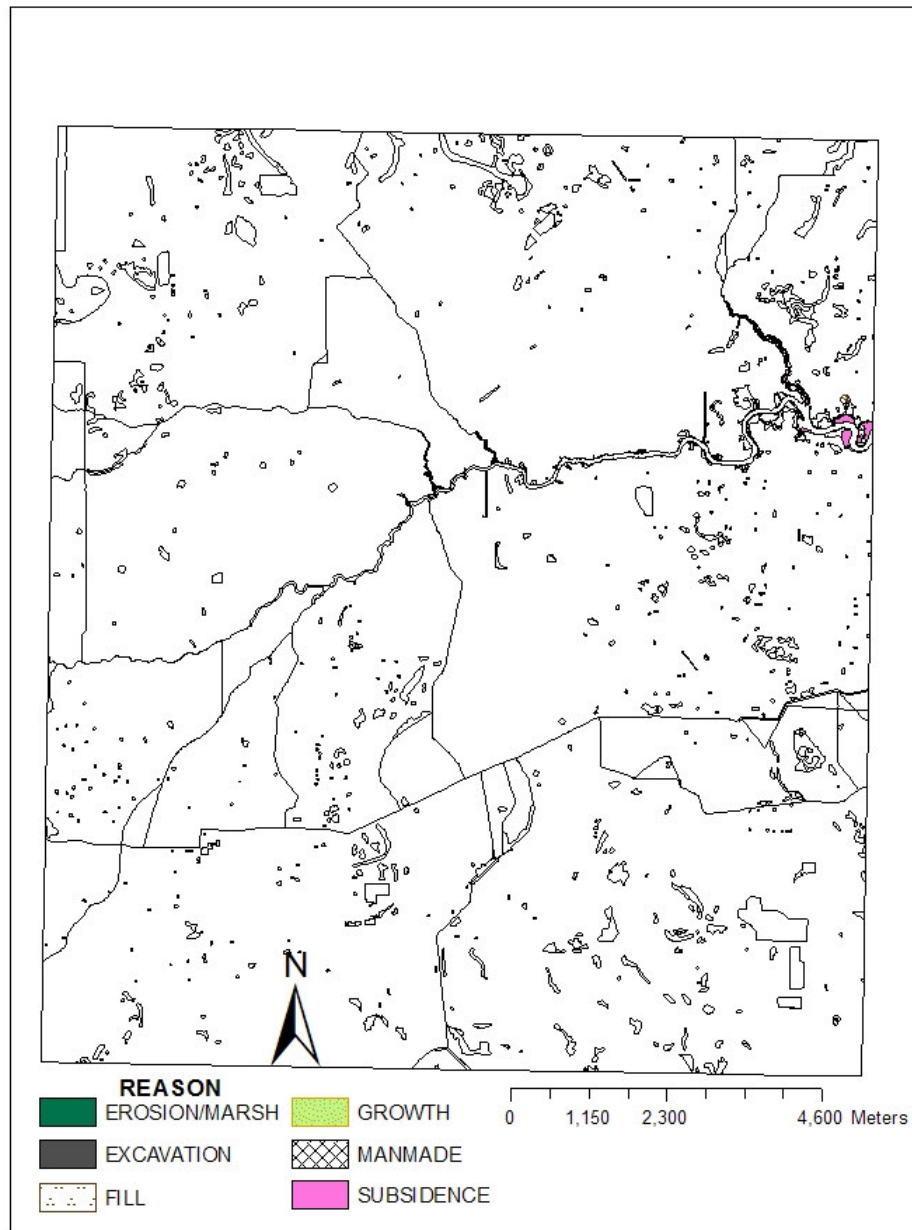 N
REASON
EROSION/MARSH
GROWTH
EXCAVATION
MANMADE
FILL
SUBSIDENCE
0 1,150 2,300 4,600 Meters